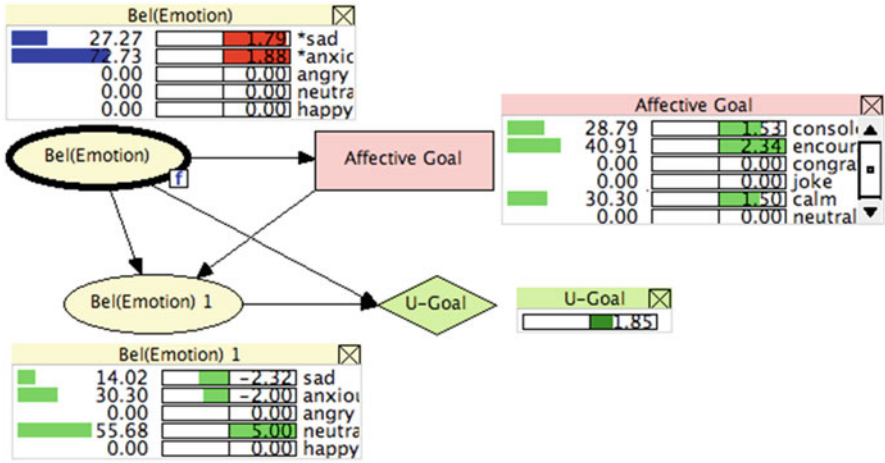 Bel(Emotion)
27.27 1.79 *sad
72.73 1.88 *anxic
0.00 0.00 angry
0.00 0.00 neutra
0.00 0.00 happy
Affective Goal
28.79 1.53 console
40.91 2.34 encour
0.00 0.00 congra
0.00 0.00 joke
30.30 1.50 calm
0.00 0.00 neutral
Bel(Emotion)
f
Affective Goal
Bel(Emotion) 1
U-Goal
U-Goal
1.85
Bel(Emotion) 1
14.02 -2.32 sad
30.30 -2.00 anxiou
0.00 0.00 angry
55.68 5.00 neutra
0.00 0.00 happy